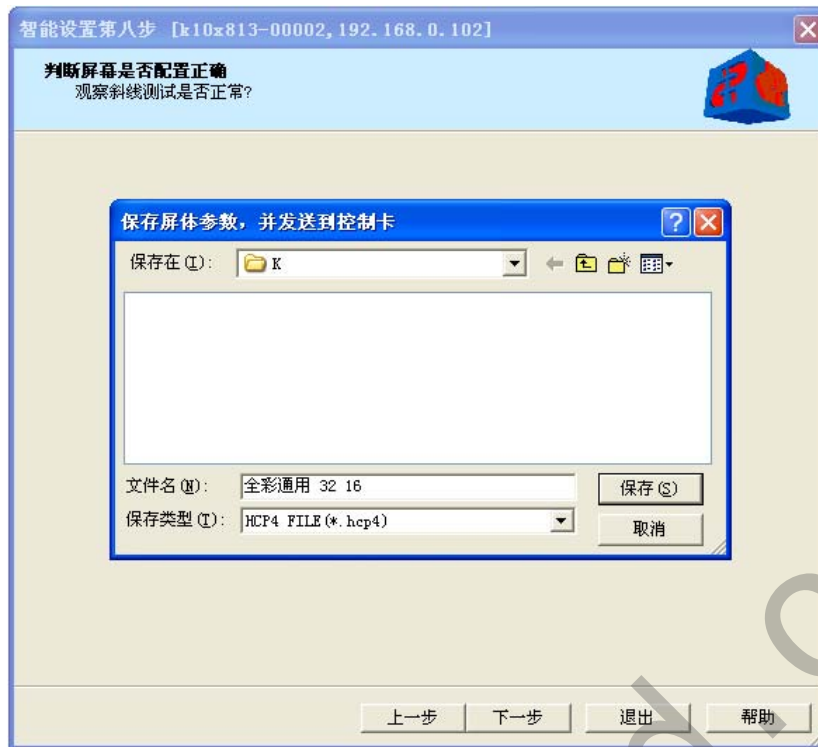 智能设置第八步 [k10x813-00002,192.168.0.102]
判断屏幕是否配置正确
观察斜线测试是否正常?
保存屏体参数，并发送到控制卡
保存在(I):
K
文件名(N):
全彩通用 32 16
保存(S)
保存类型(T):
HCP4 FILE(*.hcp4)
取消
上一步
下一步
退出
帮助